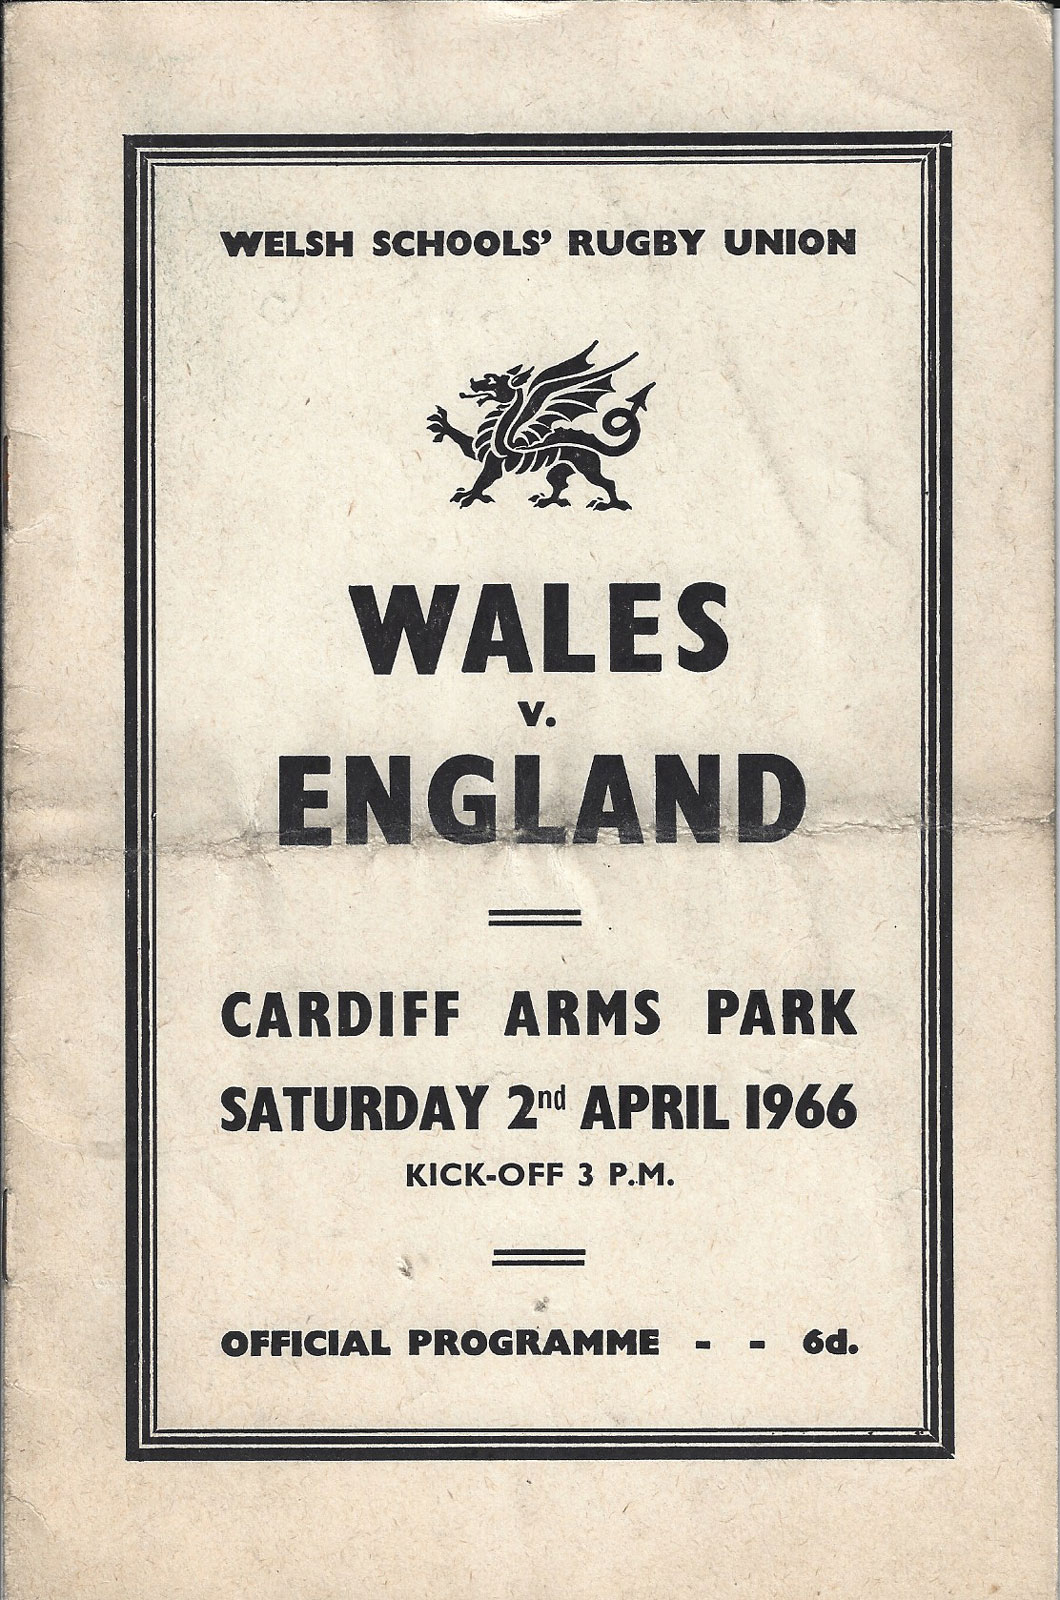 WELSH SCHOOLS' RUGBY UNION
WALES
v.
ENGLAND
CARDIFF ARMS PARK
SATURDAY 2nd APRIL 1966
KICK-OFF 3 P.M.
OFFICIAL PROGRAMME - - 6d.